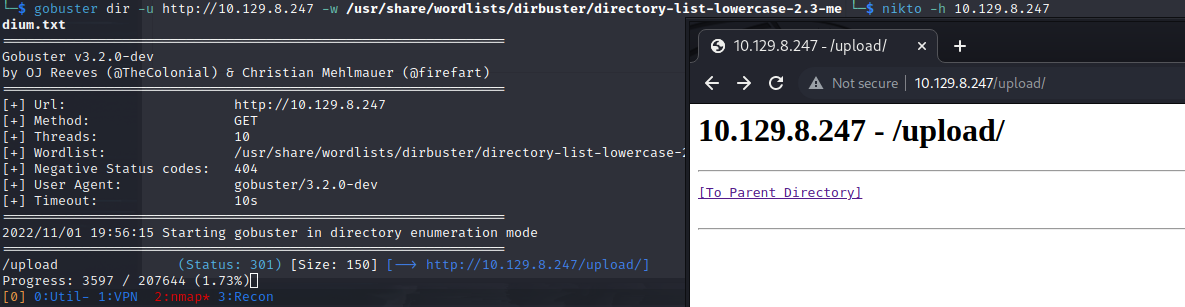 └─$ gobuster dir -u http://10.129.8.247 -w /usr/share/wordlists/dirbuster/directory-list-lowercase-2.3-me
dium.txt
===============================================================
Gobuster v3.2.0-dev
by OJ Reeves (@TheColonial) & Christian Mehlmauer (@firefart)
===============================================================
[+] Url: http://10.129.8.247
[+] Method: GET
[+] Threads: 10
[+] Wordlist: /usr/share/wordlists/dirbuster/directory-list-lowercase-2
[+] Negative Status codes: 404
[+] User Agent: gobuster/3.2.0-dev
[+] Timeout: 10s
===============================================================
2022/11/01 19:56:15 Starting gobuster in directory enumeration mode
===============================================================
/upload (Status: 301) [Size: 150] [--> http://10.129.8.247/upload/]
Progress: 3597 / 207644 (1.73%)
[0] 0:Util- 1:VPN 2:nmap* 3:Recon
└─$ nikto -h 10.129.8.247
10.129.8.247 - /upload/
Not secure | 10.129.8.247/upload/
10.129.8.247 - /upload/
[To Parent Directory]